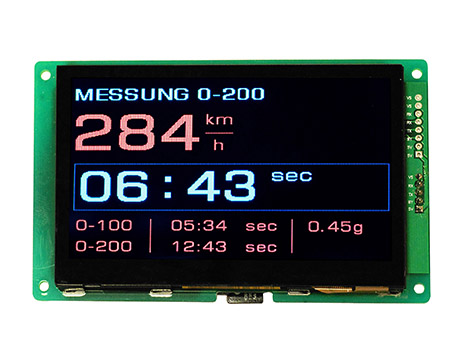 MESSUNG 0-200
284 km/h
06:43 sec
0-100 | 05:34 sec | 0.45g
0-200 | 12:43 sec |